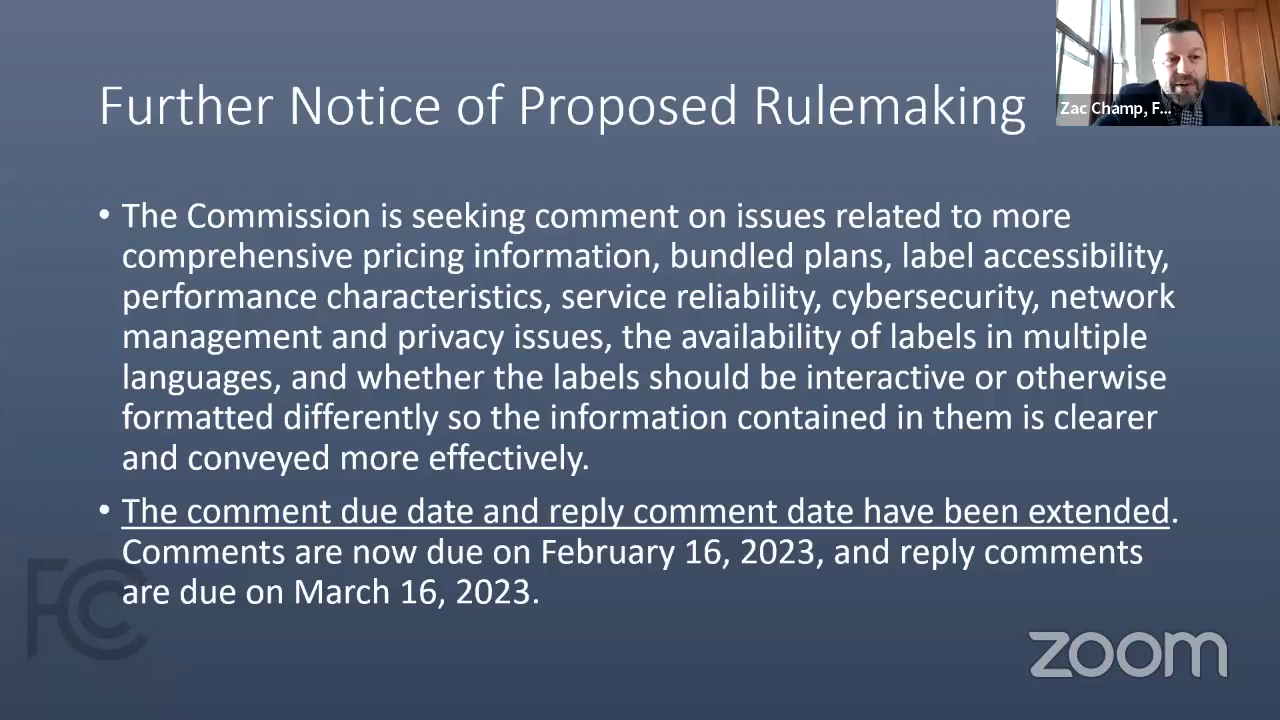 Further Notice of Proposed Rulemaking
Zac Champ, F...
• The Commission is seeking comment on issues related to more
comprehensive pricing information, bundled plans, label accessibility,
performance characteristics, service reliability, cybersecurity, network
management and privacy issues, the availability of labels in multiple
languages, and whether the labels should be interactive or otherwise
formatted differently so the information contained in them is clearer
and conveyed more effectively.
• The comment due date and reply comment date have been extended.
Comments are now due on February 16, 2023, and reply comments
are due on March 16, 2023.
FCC
zoom